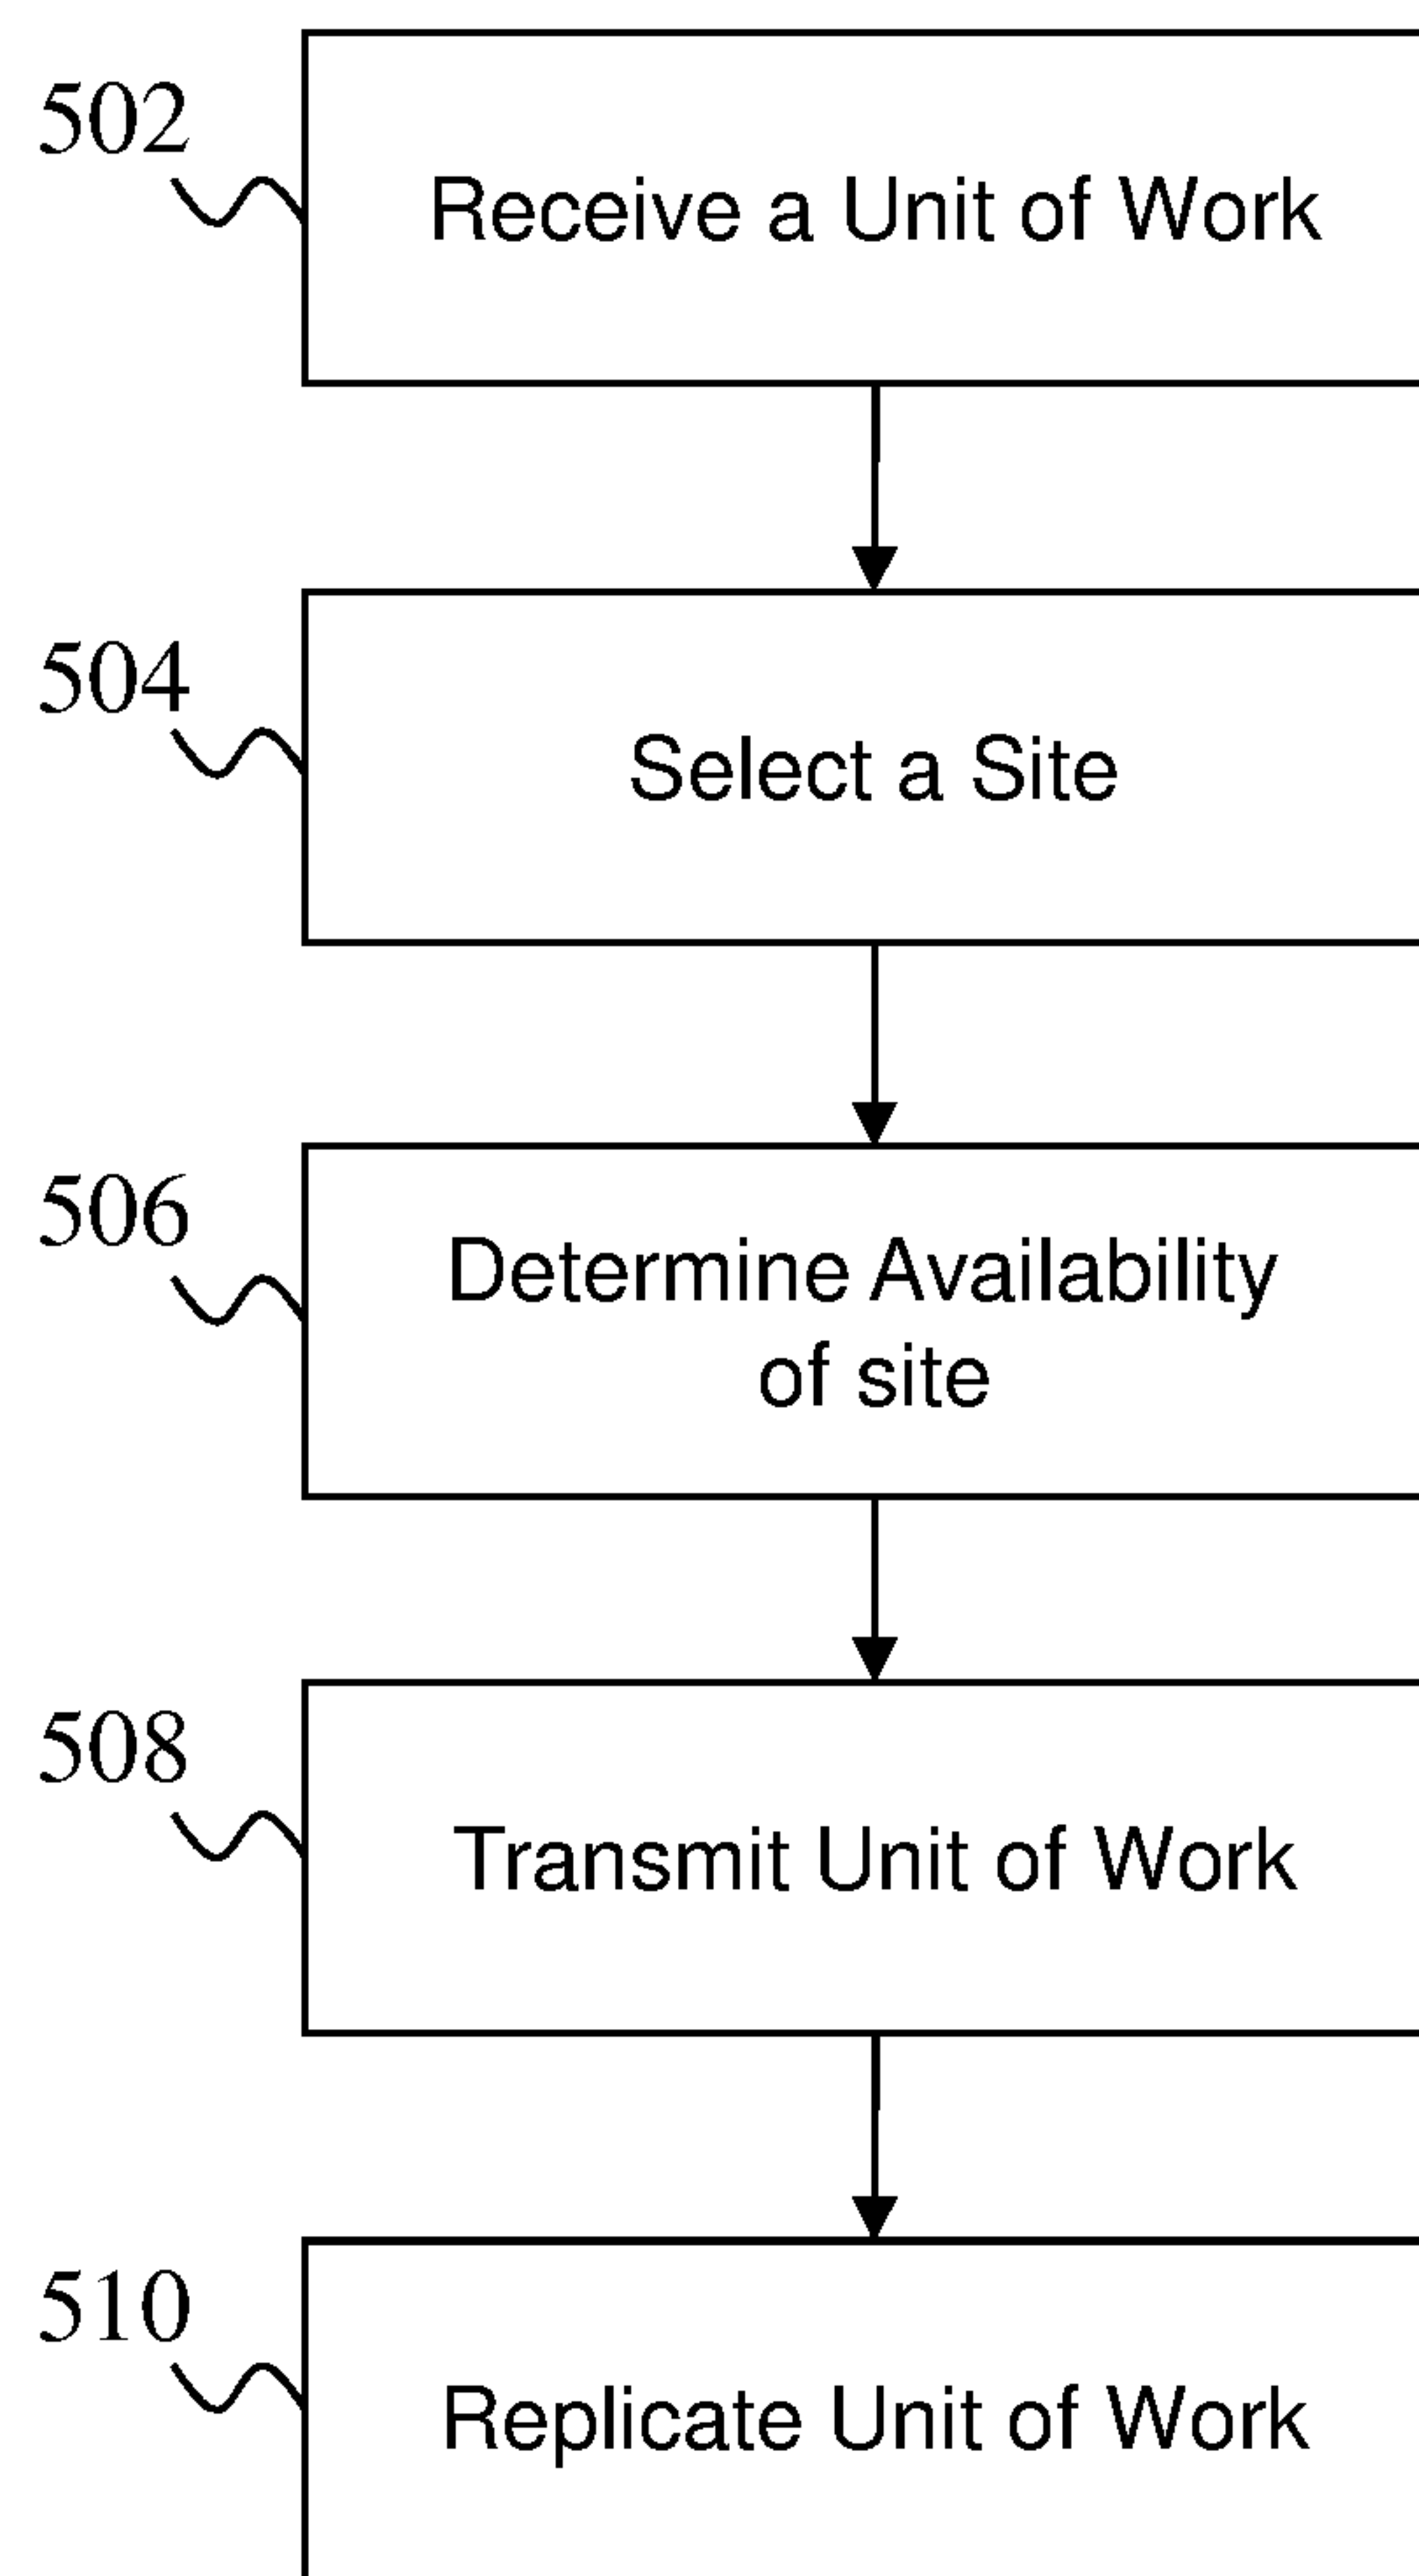 502
Receive a Unit of Work
504
Select a Site
506
Determine Availability
of site
508
Transmit Unit of Work
510
Replicate Unit of Work